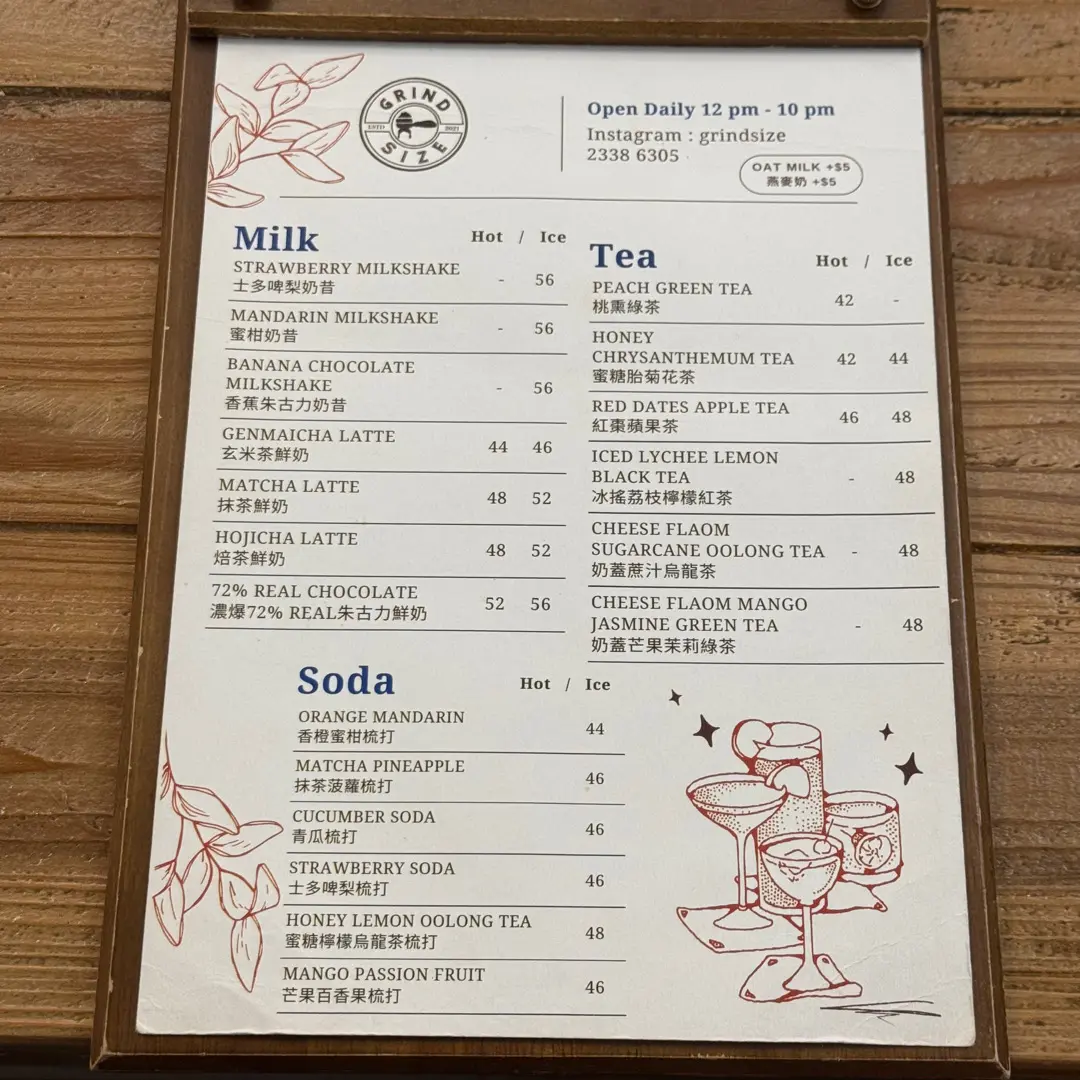 GRIND
ESTD 2021
SIZE
Open Daily 12 pm - 10 pm
Instagram : grindsize
2338 6305
OAT MILK +$5
燕麥奶 +$5
Milk Hot / Ice
STRAWBERRY MILKSHAKE - 56
士多啤梨奶昔
MANDARIN MILKSHAKE - 56
蜜柑奶昔
BANANA CHOCOLATE
MILKSHAKE - 56
香蕉朱古力奶昔
GENMAICHA LATTE 44 46
玄米茶鮮奶
MATCHA LATTE 48 52
抹茶鮮奶
HOJICHA LATTE 48 52
焙茶鮮奶
72% REAL CHOCOLATE 52 56
濃爆72% REAL朱古力鮮奶
Tea Hot / Ice
PEACH GREEN TEA 42 -
桃熏綠茶
HONEY
CHRYSANTHEMUM TEA 42 44
蜜糖胎菊花茶
RED DATES APPLE TEA 46 48
紅棗蘋果茶
ICED LYCHEE LEMON
BLACK TEA - 48
冰搖荔枝檸檬紅茶
CHEESE FLAOM
SUGARCANE OOLONG TEA - 48
奶蓋蔗汁烏龍茶
CHEESE FLAOM MANGO
JASMINE GREEN TEA - 48
奶蓋芒果茉莉綠茶
Soda Hot / Ice
ORANGE MANDARIN 44
香橙蜜柑梳打
MATCHA PINEAPPLE 46
抹茶菠蘿梳打
CUCUMBER SODA 46
青瓜梳打
STRAWBERRY SODA 46
士多啤梨梳打
HONEY LEMON OOLONG TEA 48
蜜糖檸檬烏龍茶梳打
MANGO PASSION FRUIT 46
芒果百香果梳打